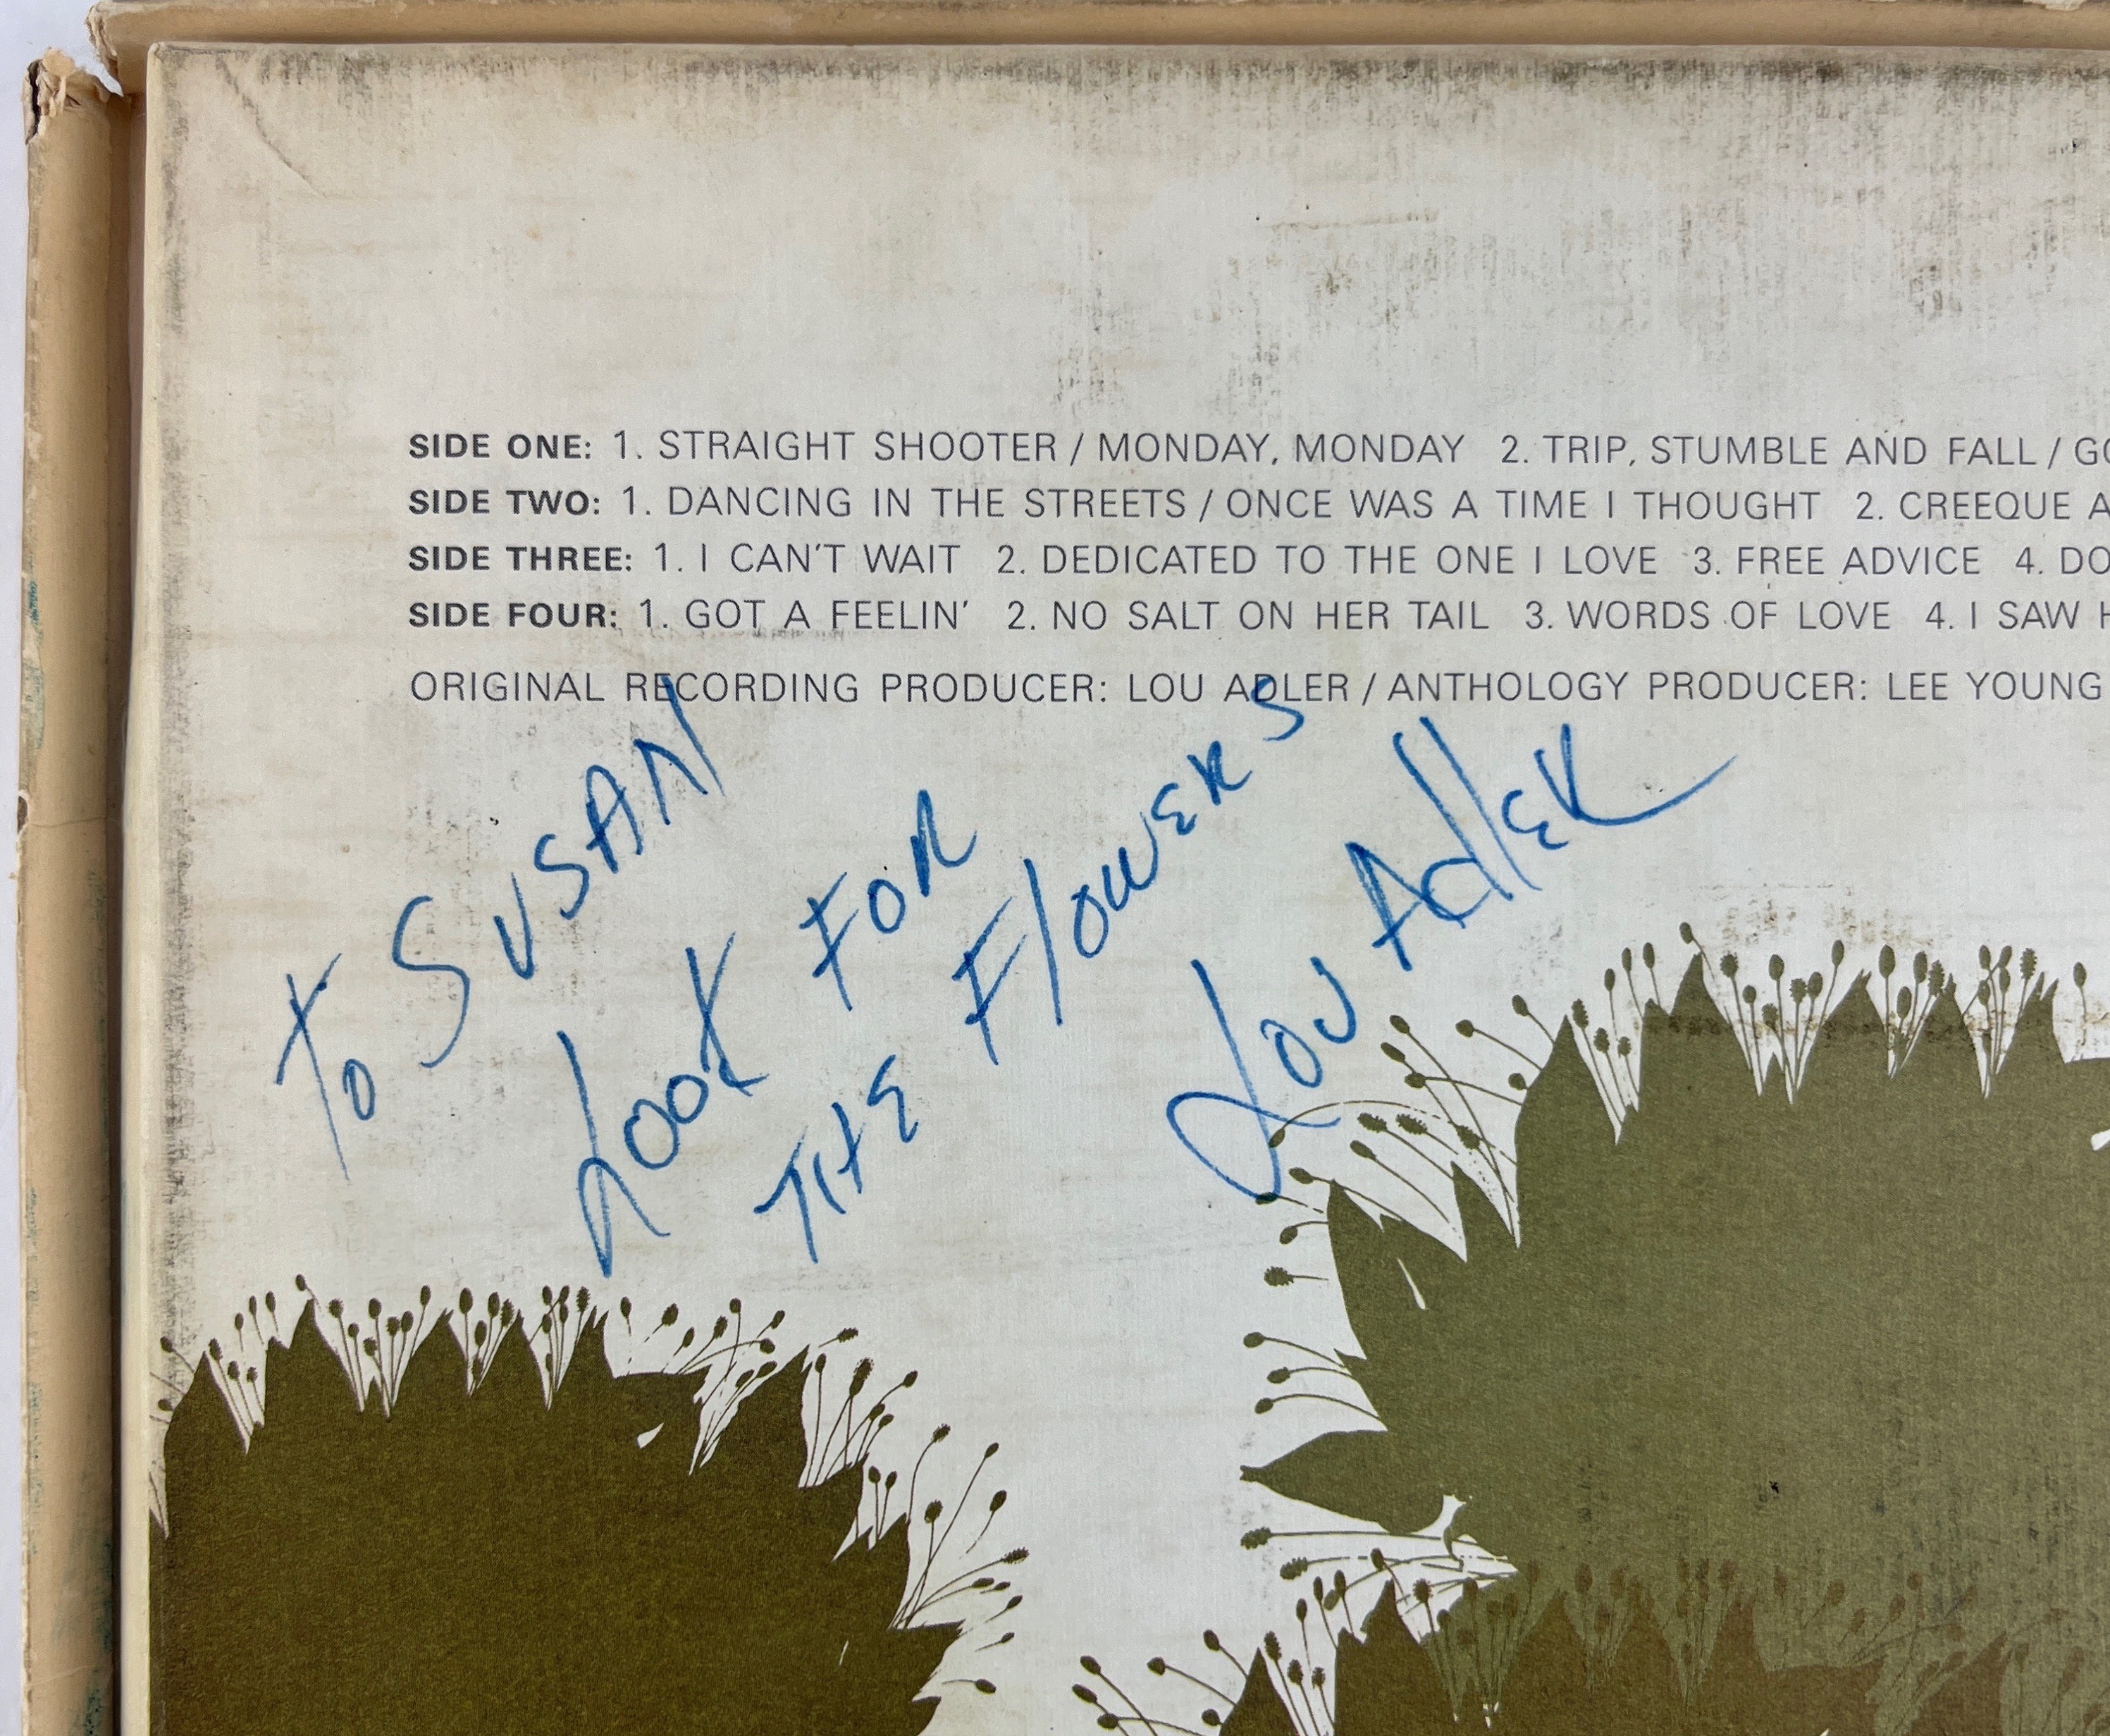 SIDE ONE: 1. STRAIGHT SHOOTER / MONDAY, MONDAY 2. TRIP, STUMBLE AND FALL / GO
SIDE TWO: 1. DANCING IN THE STREETS / ONCE WAS A TIME I THOUGHT 2. CREEQUE A
SIDE THREE: 1. I CAN'T WAIT 2. DEDICATED TO THE ONE I LOVE 3. FREE ADVICE 4. DO
SIDE FOUR: 1. GOT A FEELIN' 2. NO SALT ON HER TAIL 3. WORDS OF LOVE 4. I SAW H
ORIGINAL RECORDING PRODUCER: LOU ADLER / ANTHOLOGY PRODUCER: LEE YOUNG
To SUSAN
Look FOR
THE FlOWERS
Lou AdlER